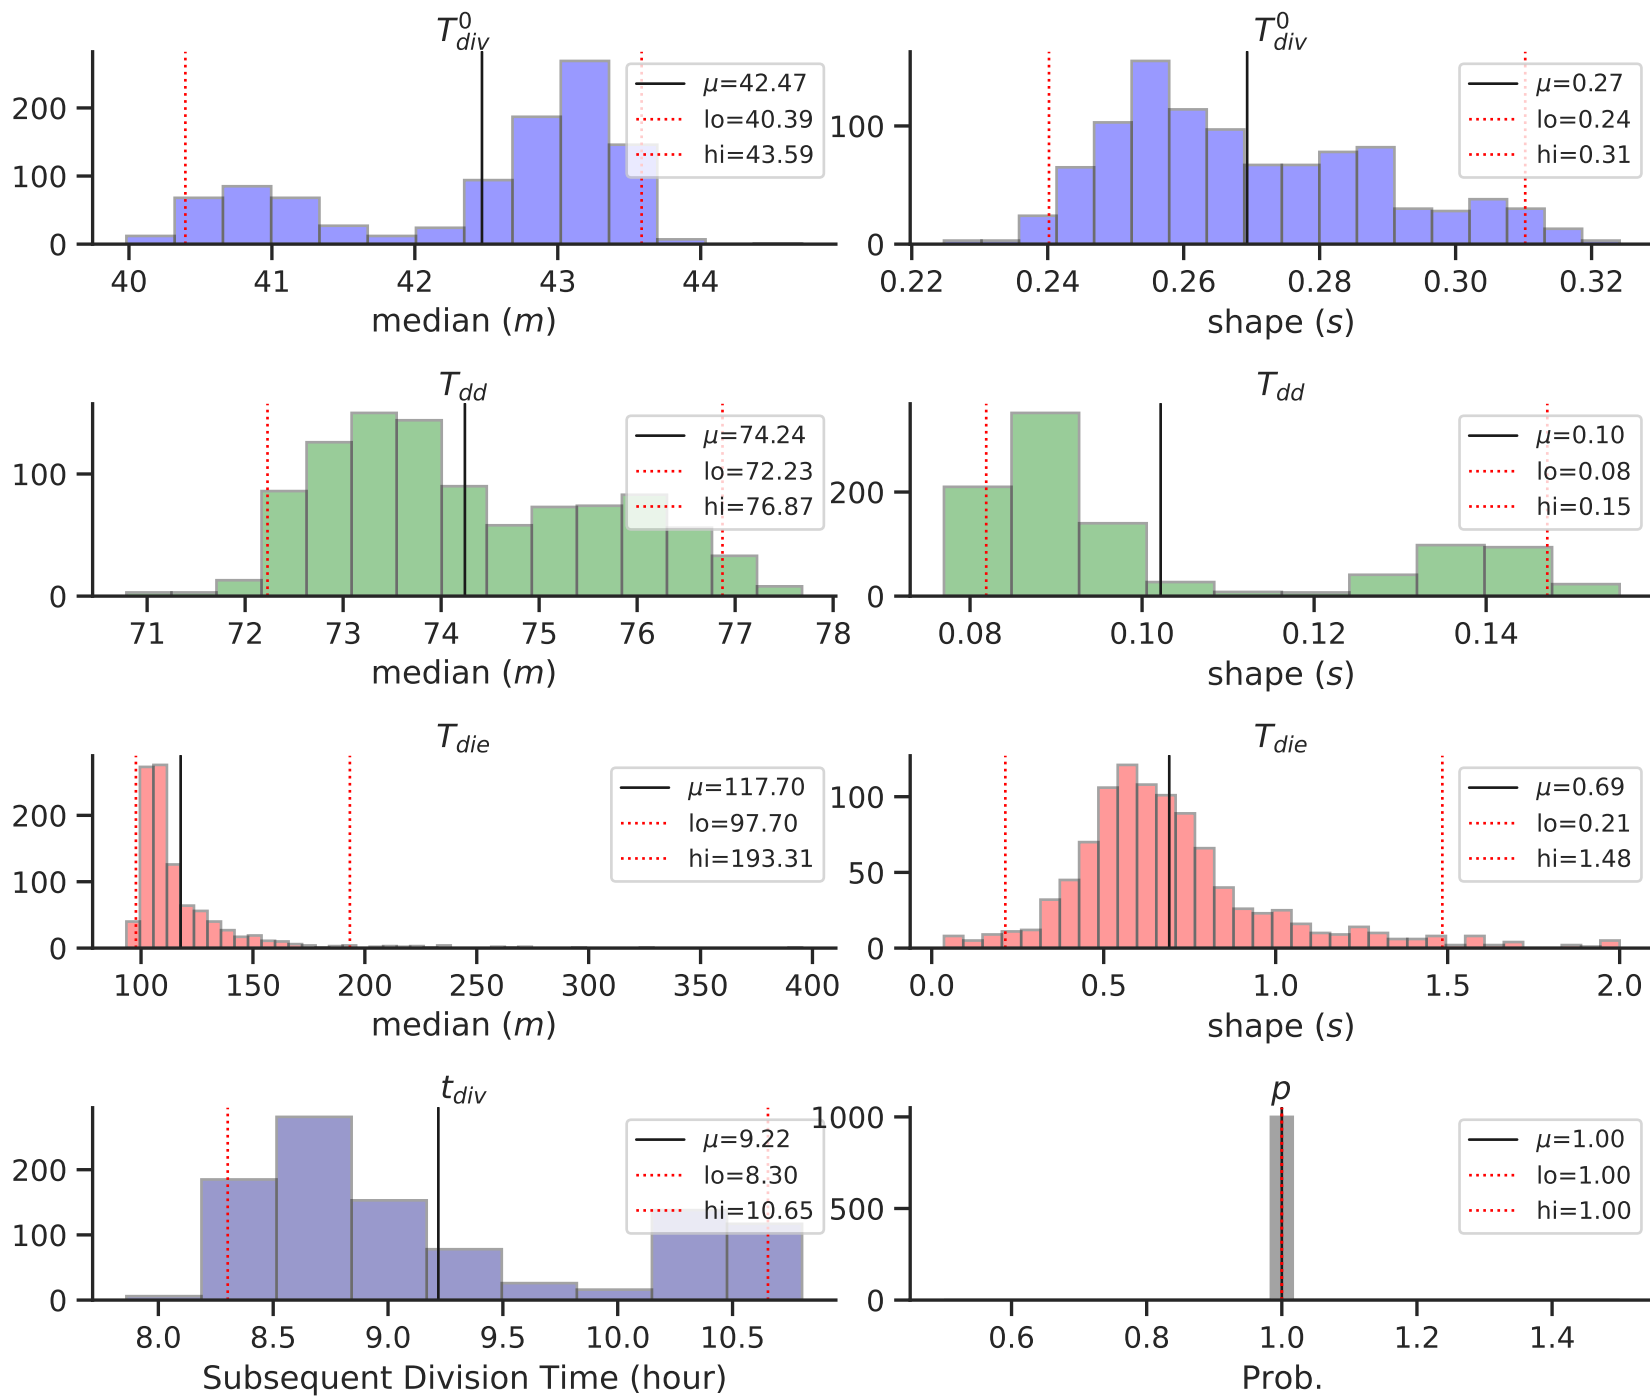 T⁰div
T⁰div
200
100
0
40 41 42 43 44
median (m)
μ=42.47
lo=40.39
hi=43.59
100
0
0.22 0.24 0.26 0.28 0.30 0.32
shape (s)
μ=0.27
lo=0.24
hi=0.31
Tdd
Tdd
100
0
71 72 73 74 75 76 77 78
median (m)
μ=74.24
lo=72.23
hi=76.87
200
0
0.08 0.10 0.12 0.14
shape (s)
μ=0.10
lo=0.08
hi=0.15
Tdie
Tdie
200
100
0
100 150 200 250 300 350 400
median (m)
μ=117.70
lo=97.70
hi=193.31
100
50
0
0.0 0.5 1.0 1.5 2.0
shape (s)
μ=0.69
lo=0.21
hi=1.48
tdiv
p
200
100
0
8.0 8.5 9.0 9.5 10.0 10.5
Subsequent Division Time (hour)
μ=9.22
lo=8.30
hi=10.65
1000
500
0
0.6 0.8 1.0 1.2 1.4
Prob.
μ=1.00
lo=1.00
hi=1.00